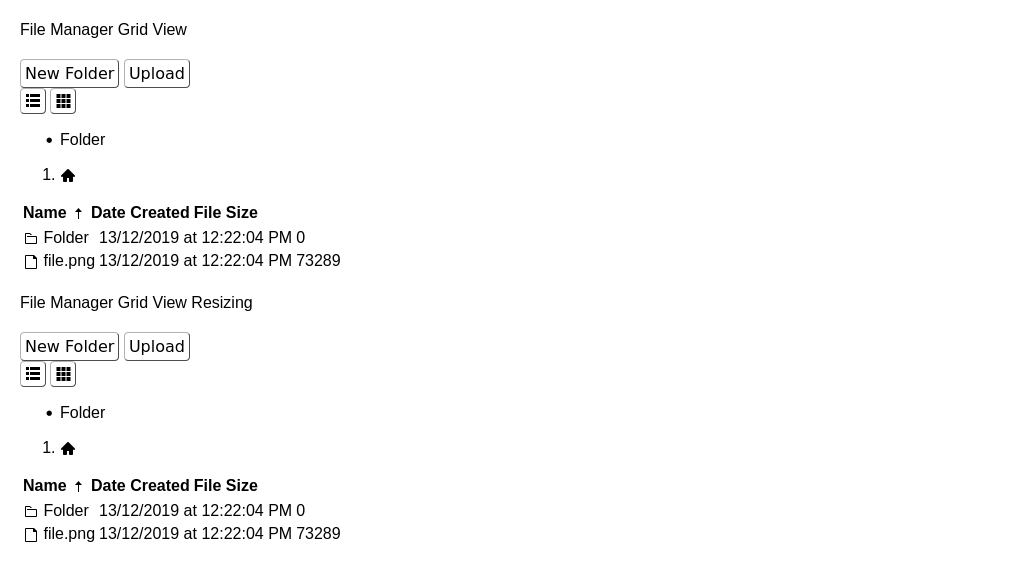 File Manager Grid View
New Folder Upload
• Folder
1.
Name Date Created File Size
Folder 13/12/2019 at 12:22:04 PM 0
file.png 13/12/2019 at 12:22:04 PM 73289
File Manager Grid View Resizing
New Folder Upload
• Folder
1.
Name Date Created File Size
Folder 13/12/2019 at 12:22:04 PM 0
file.png 13/12/2019 at 12:22:04 PM 73289